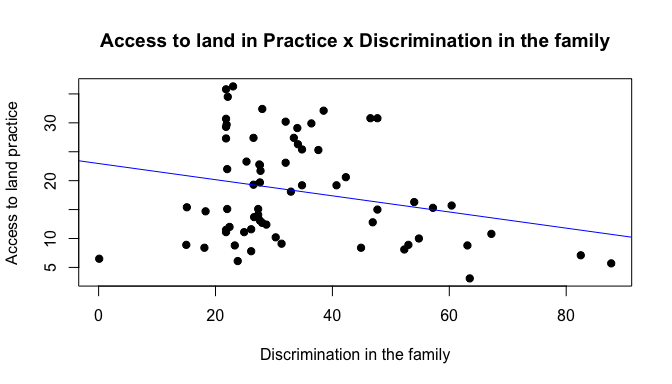 Access to land in Practice x Discrimination in the family
Access to land practice
30
20
10
5
0 20 40 60 80
Discrimination in the family